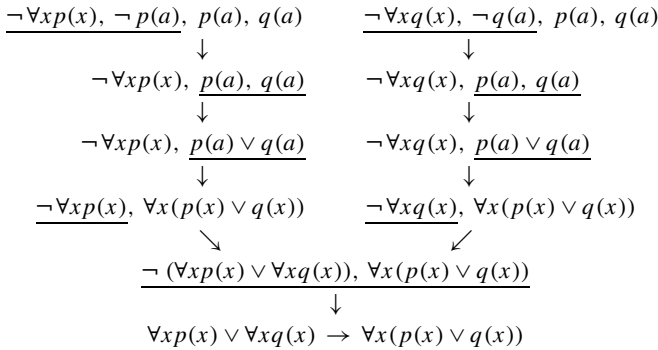 ¬∀xp(x), ¬p(a), p(a), q(a) ¬∀xq(x), ¬q(a), p(a), q(a)
↓ ↓
¬∀xp(x), p(a), q(a) ¬∀xq(x), p(a), q(a)
↓ ↓
¬∀xp(x), p(a) ∨ q(a) ¬∀xq(x), p(a) ∨ q(a)
↓ ↓
¬∀xp(x), ∀x(p(x) ∨ q(x)) ¬∀xq(x), ∀x(p(x) ∨ q(x))
↘ ↙
¬(∀xp(x) ∨ ∀xq(x)), ∀x(p(x) ∨ q(x))
↓
∀xp(x) ∨ ∀xq(x) → ∀x(p(x) ∨ q(x))